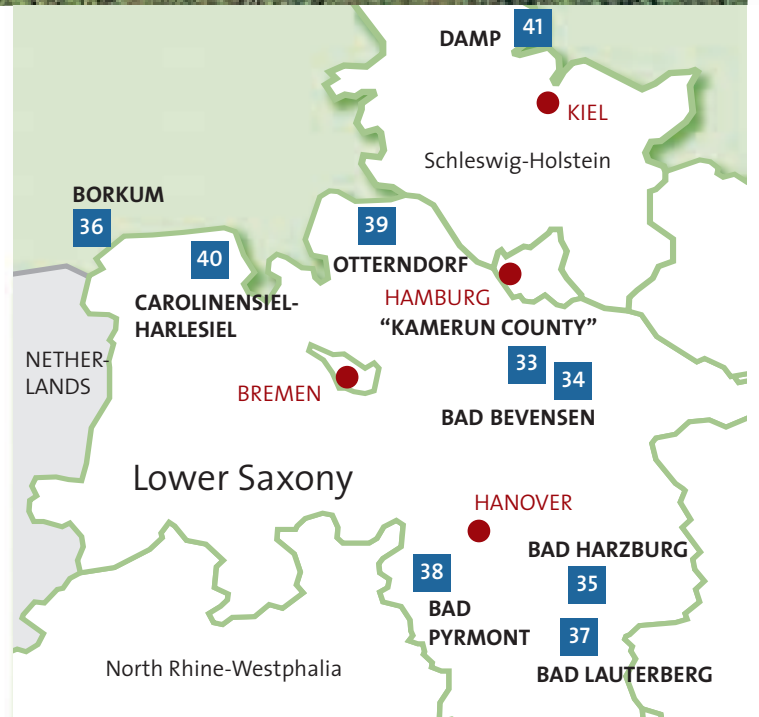 DAMP
41
KIEL
Schleswig-Holstein
BORKUM
36
39
40
OTTERNDORF
CAROLINENSIEL-
HARLESIEL
HAMBURG
“KAMERUN COUNTY”
NETHER-
LANDS
33
34
BREMEN
BAD BEVENSEN
Lower Saxony
HANOVER
BAD HARZBURG
38
35
BAD
PYRMONT
37
North Rhine-Westphalia
BAD LAUTERBERG